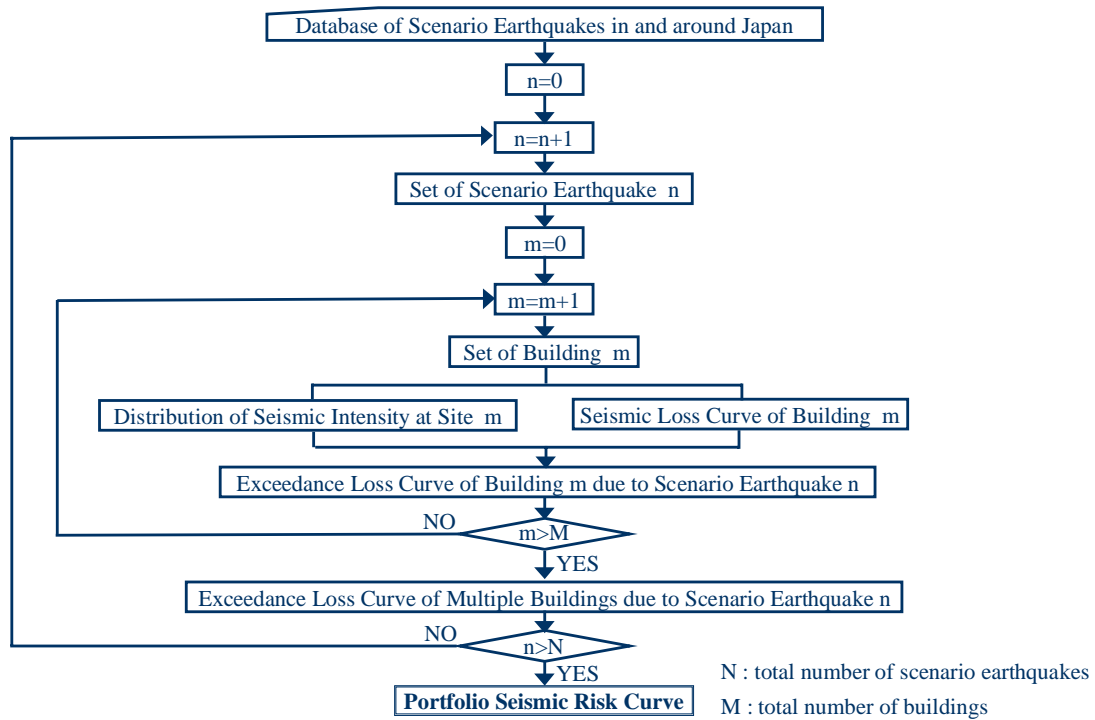 Database of Scenario Earthquakes in and around Japan
n=0
n=n+1
Set of Scenario Earthquake n
m=0
m=m+1
Set of Building m
Distribution of Seismic Intensity at Site m
Seismic Loss Curve of Building m
Exceedance Loss Curve of Building m due to Scenario Earthquake n
NO
m>M
YES
Exceedance Loss Curve of Multiple Buildings due to Scenario Earthquake n
NO
n>N
YES
Portfolio Seismic Risk Curve
N : total number of scenario earthquakes
M : total number of buildings